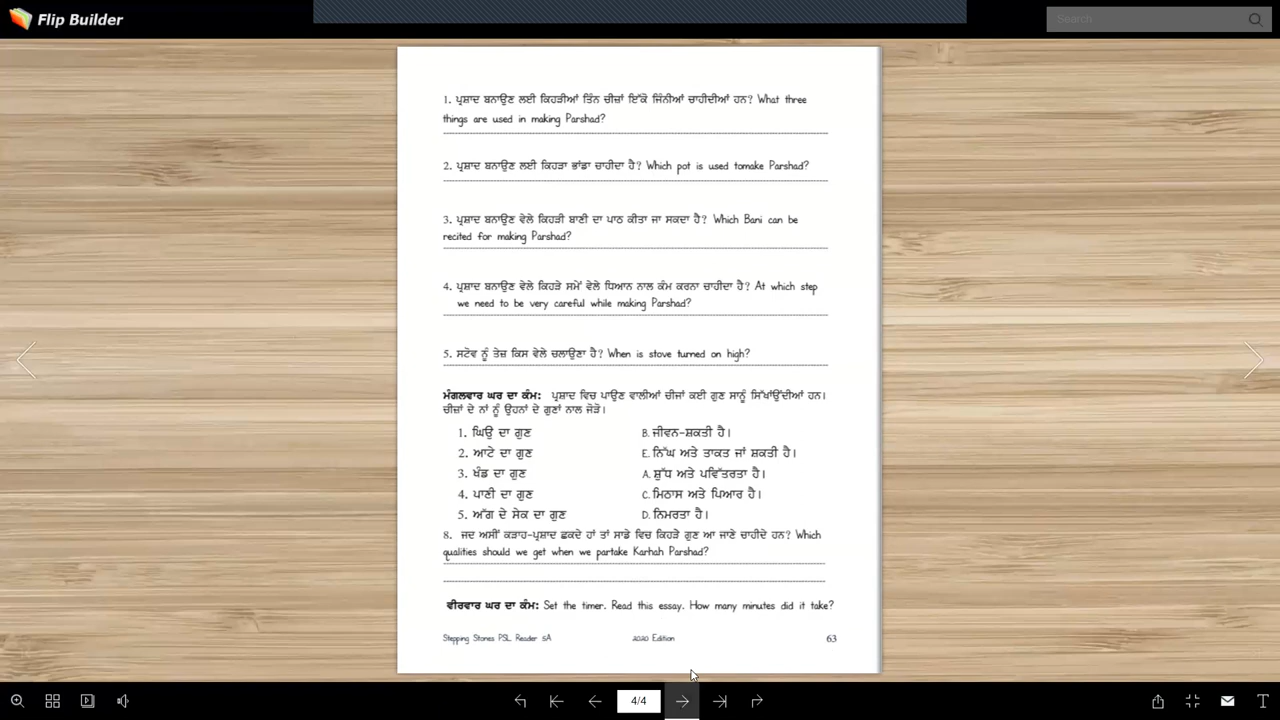 Flip Builder
Search
1. ਪ੍ਰਸ਼ਾਦ ਬਨਾਉਣ ਲਈ ਕਿਹੜੀਆਂ ਤਿੰਨ ਚੀਜ਼ਾਂ ਇੱਕੋ ਜਿੰਨੀਆਂ ਚਾਹੀਦੀਆਂ ਹਨ? What three
things are used in making Parshad?
2. ਪ੍ਰਸ਼ਾਦ ਬਨਾਉਣ ਲਈ ਕਿਹੜਾ ਭਾਂਡਾ ਚਾਹੀਦਾ ਹੈ? Which pot is used tomake Parshad?
3. ਪ੍ਰਸ਼ਾਦ ਬਨਾਉਣ ਵੇਲੇ ਕਿਹੜੀ ਬਾਣੀ ਦਾ ਪਾਠ ਕੀਤਾ ਜਾ ਸਕਦਾ ਹੈ? Which Bani can be
recited for making Parshad?
4. ਪ੍ਰਸ਼ਾਦ ਬਨਾਉਣ ਵੇਲੇ ਕਿਹੜੇ ਸਮੇਂ ਵੇਲੇ ਧਿਆਨ ਨਾਲ ਕੰਮ ਕਰਨਾ ਚਾਹੀਦਾ ਹੈ? At which step
we need to be very careful while making Parshad?
5. ਸਟੋਵ ਨੂੰ ਤੇਜ਼ ਕਿਸ ਵੇਲੇ ਚਲਾਉਣਾ ਹੈ? When is stove turned on high?
ਮੰਗਲਵਾਰ ਘਰ ਦਾ ਕੰਮ: ਪ੍ਰਸ਼ਾਦ ਵਿਚ ਪਾਉਣ ਵਾਲੀਆਂ ਚੀਜਾਂ ਕਈ ਗੁਣ ਸਾਨੂੰ ਸਿੱਖਾਂਉਂਦੀਆਂ ਹਨ।
ਚੀਜ਼ਾਂ ਦੇ ਨਾਂ ਨੂੰ ਉਹਨਾਂ ਦੇ ਗੁਣਾਂ ਨਾਲ ਜੋੜੋ।
1. ਘਿਉ ਦਾ ਗੁਣ B. ਜੀਵਨ-ਸ਼ਕਤੀ ਹੈ।
2. ਆਟੇ ਦਾ ਗੁਣ E. ਨਿੱਘ ਅਤੇ ਤਾਕਤ ਜਾਂ ਸ਼ਕਤੀ ਹੈ।
3. ਖੰਡ ਦਾ ਗੁਣ A. ਸ਼ੁੱਧ ਅਤੇ ਪਵਿੱਤਰਤਾ ਹੈ।
4. ਪਾਣੀ ਦਾ ਗੁਣ C. ਮਿਠਾਸ ਅਤੇ ਪਿਆਰ ਹੈ।
5. ਅੱਗ ਦੇ ਸੇਕ ਦਾ ਗੁਣ D. ਨਿਮਰਤਾ ਹੈ।
8. ਜਦ ਅਸੀਂ ਕੜਾਹ-ਪ੍ਰਸ਼ਾਦ ਛਕਦੇ ਹਾਂ ਤਾਂ ਸਾਡੇ ਵਿਚ ਕਿਹੜੇ ਗੁਣ ਆ ਜਾਣੇ ਚਾਹੀਦੇ ਹਨ? Which
qualities should we get when we partake Karhah Parshad?
ਵੀਰਵਾਰ ਘਰ ਦਾ ਕੰਮ: Set the timer. Read this essay. How many minutes did it take?
Stepping Stones PSL Reader 5A 2020 Edition 63
4/4